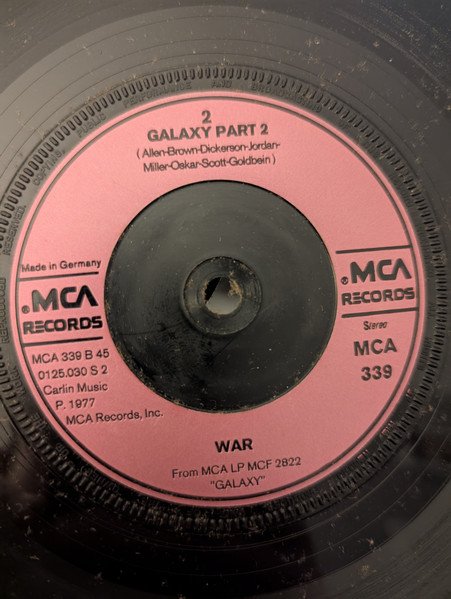 2
GALAXY PART 2
(Allen-Brown-Dickerson-Jordan-
Miller-Oskar-Scott-Goldbein)
Made in Germany
MCA
RECORDS
MCA 339 B 45
0125.030 S 2
Carlin Music
P. 1977
MCA Records, Inc.
MCA
RECORDS
Stereo
MCA
339
WAR
From MCA LP MCF 2822
"GALAXY"
PERFORMANCE AND